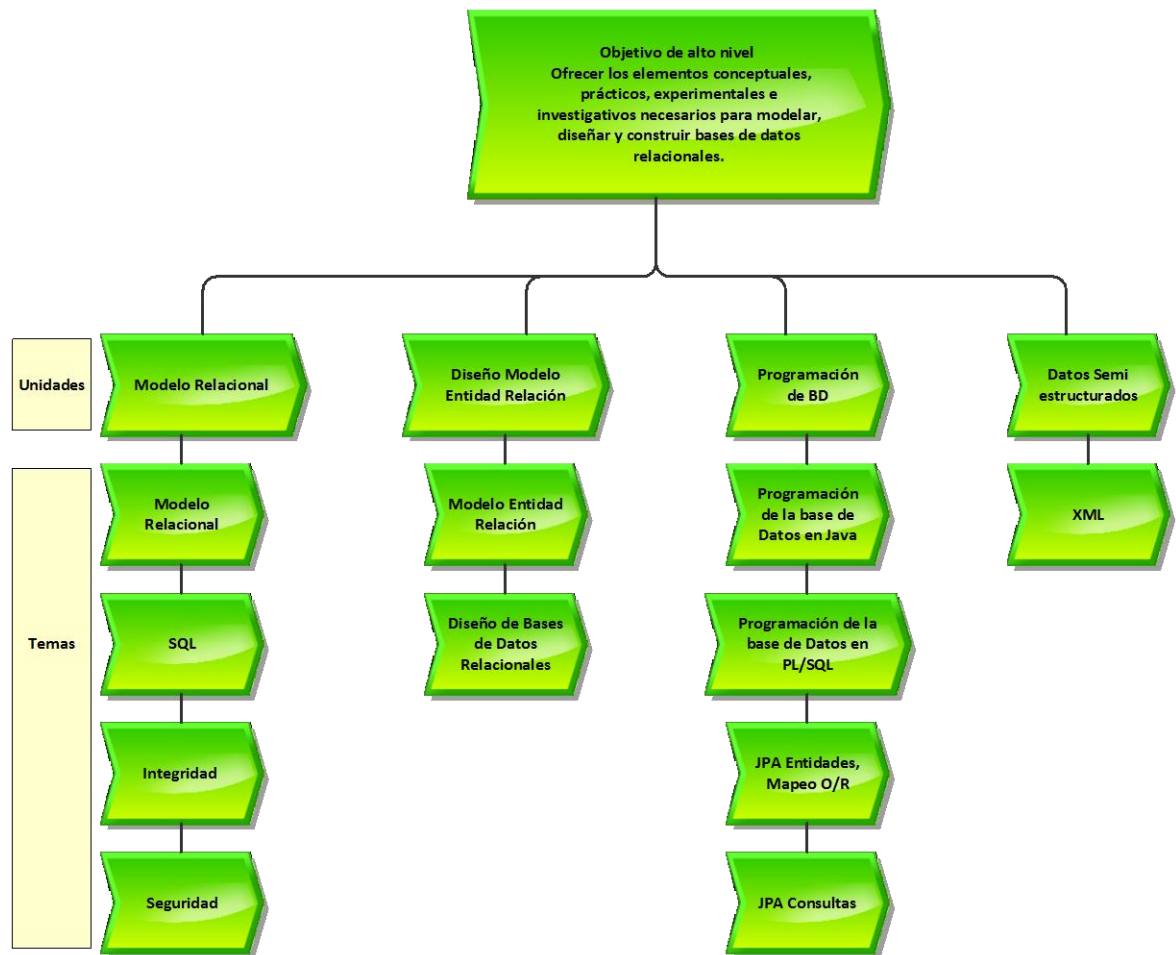 Objetivo de alto nivel
Ofrecer los elementos conceptuales,
prácticos, experimentales e
investigativos necesarios para modelar,
diseñar y construir bases de datos
relacionales.
Unidades
Modelo Relacional
Diseño Modelo
Entidad Relación
Programación
de BD
Datos Semi
estructurados
Temas
Modelo
Relacional
Modelo Entidad
Relación
Programación
de la base de
Datos en Java
XML
SQL
Diseño de Bases
de Datos
Relacionales
Programación de la
base de Datos en
PL/SQL
Integridad
JPA Entidades,
Mapeo O/R
Seguridad
JPA Consultas